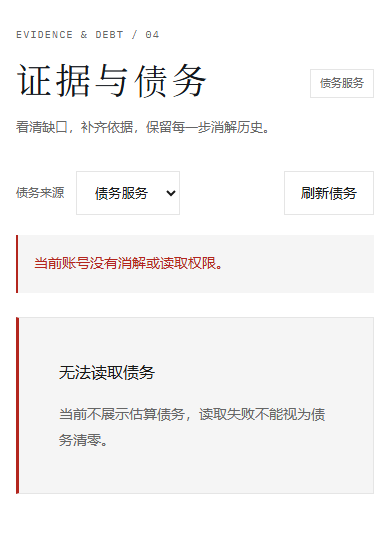 EVIDENCE & DEBT / 04
证据与债务
债务服务
看清缺口，补齐依据，保留每一步消解历史。
债务来源
债务服务
刷新债务
当前账号没有消解或读取权限。
无法读取债务
当前不展示估算债务，读取失败不能视为债
务清零。